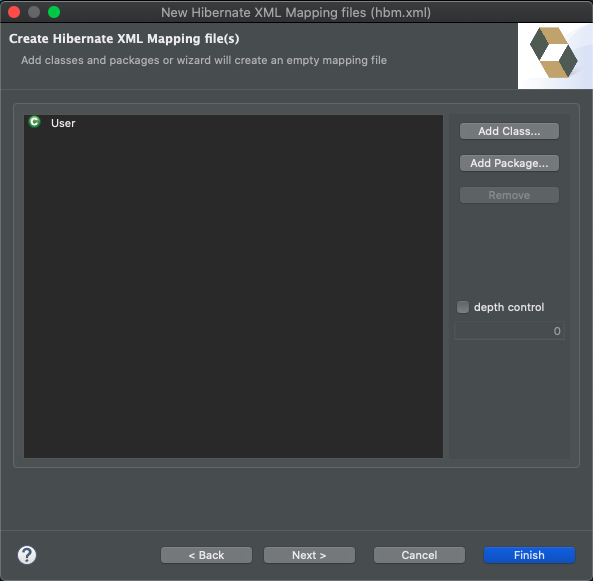 New Hibernate XML Mapping files (hbm.xml)
Create Hibernate XML Mapping file(s)
Add classes and packages or wizard will create an empty mapping file
C User
Add Class...
Add Package...
Remove
depth control
0
?
< Back
Next >
Cancel
Finish